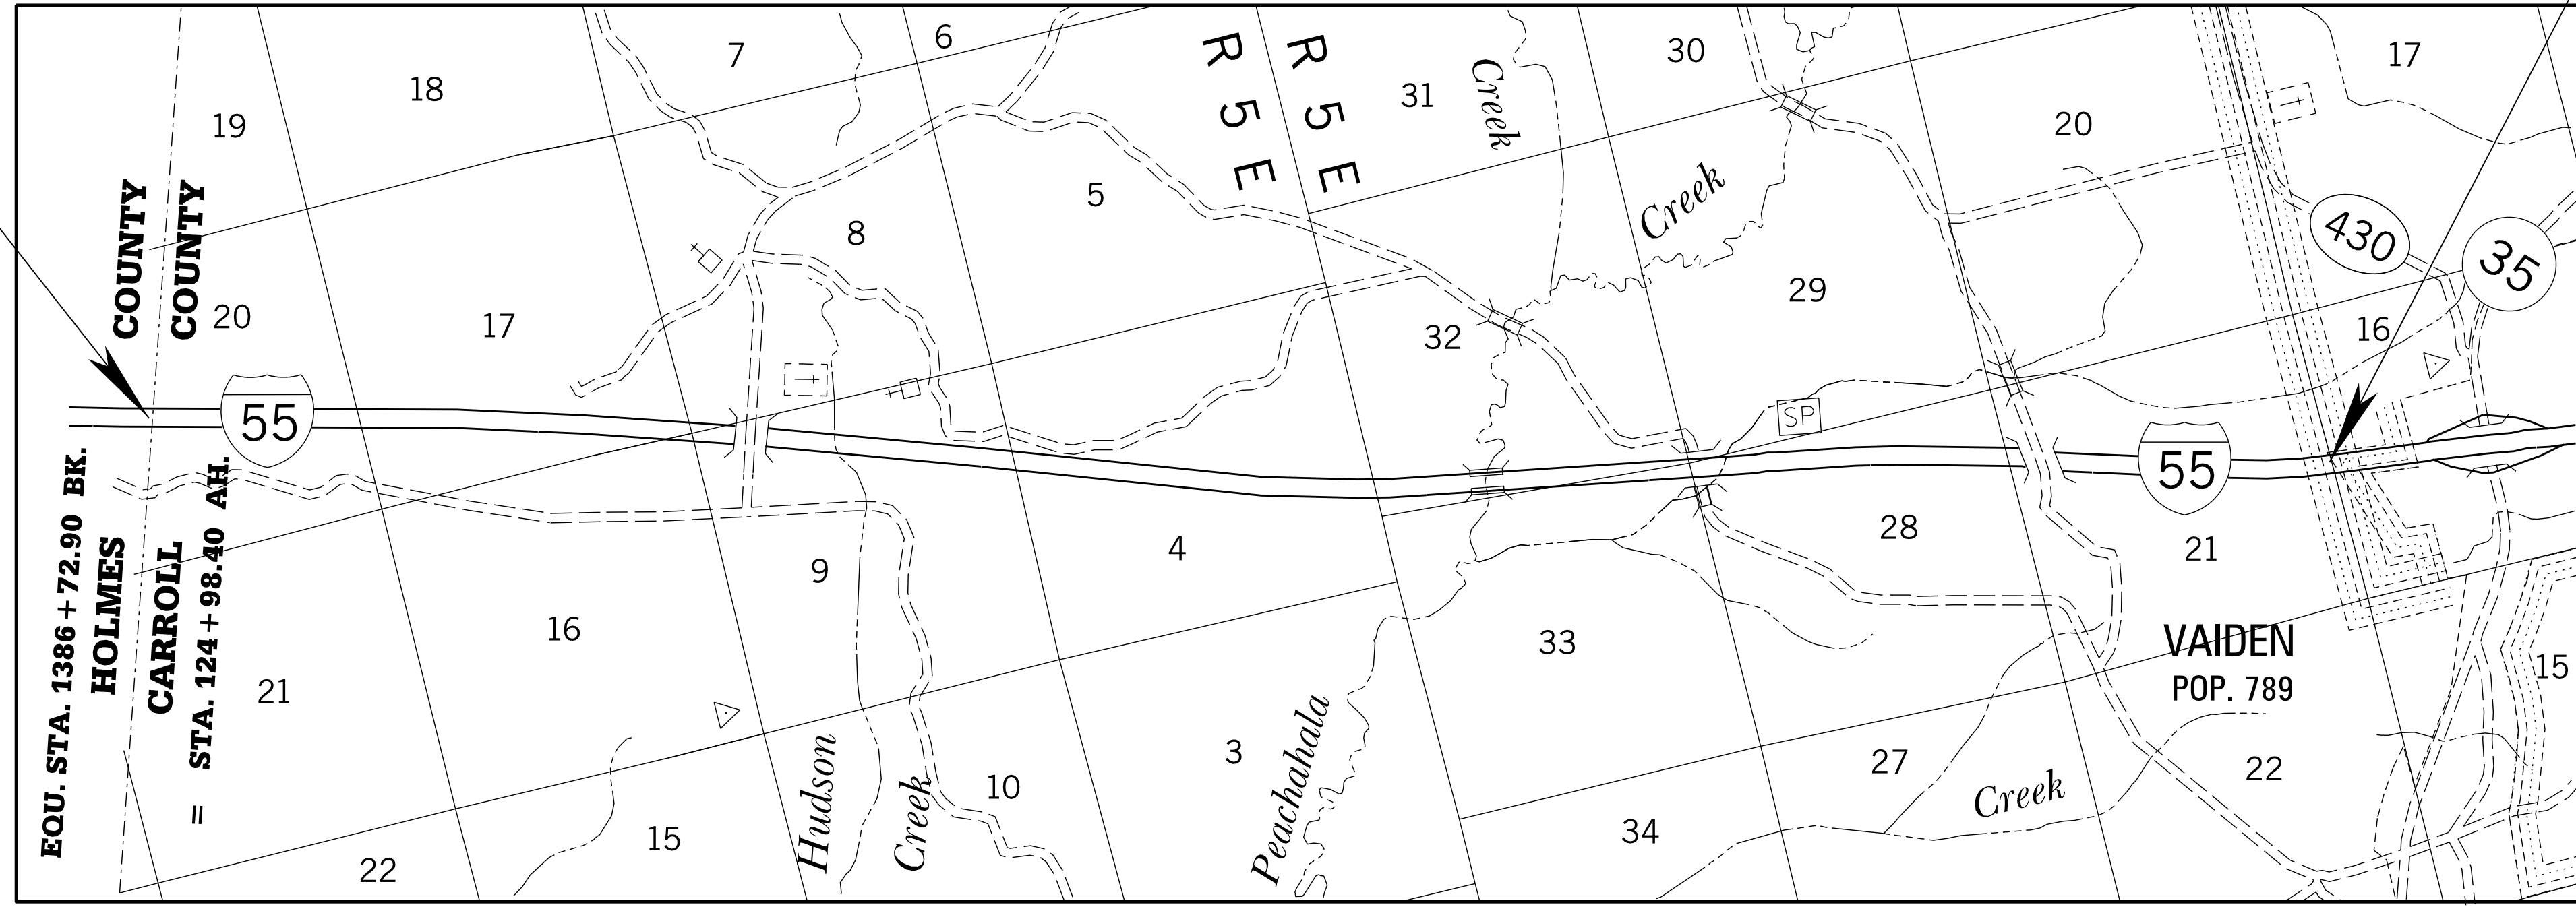 EQU. STA. 1386+72.90 BK.
= STA. 124+98.40 AH.
HOLMES COUNTY
CARROLL COUNTY
19
18
7
6
20
17
8
5
21
16
9
4
22
15
10
3
R 5 E
R 5 E
31
30
20
17
32
29
16
33
28
21
34
27
22
15
55
55
430
35
SP
Creek
Creek
Hudson
Creek
Peachahala
Creek
VAIDEN
POP. 789